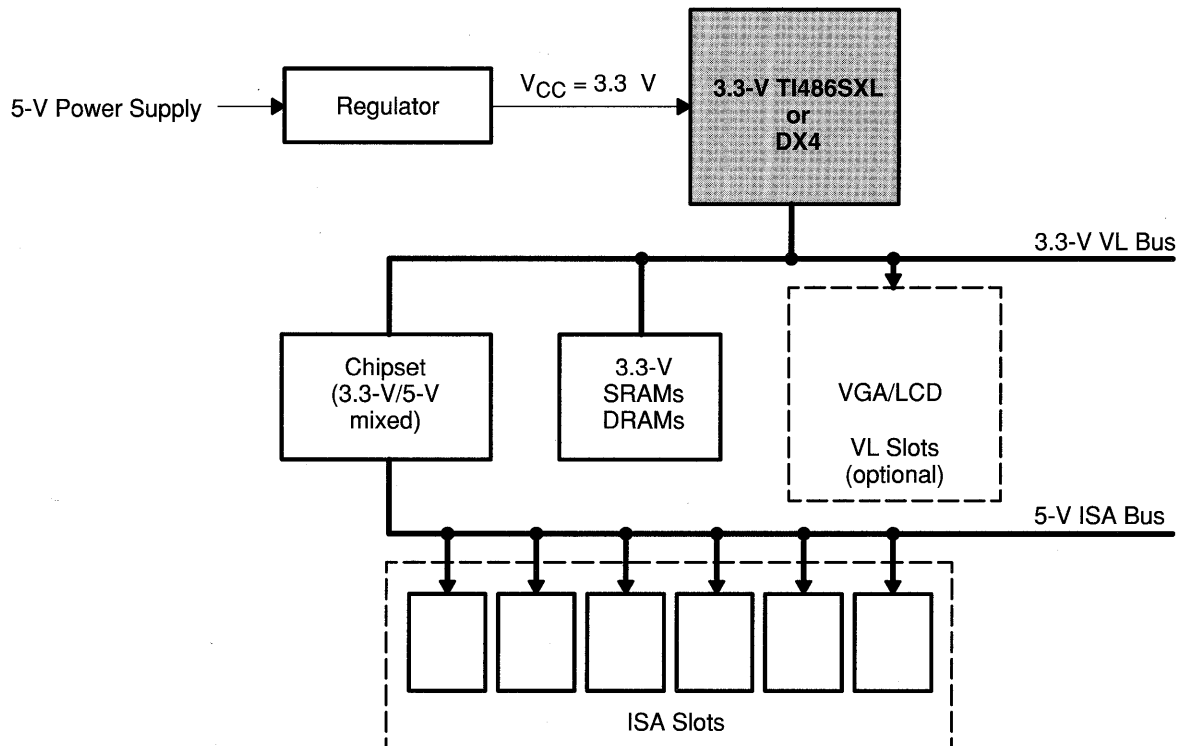 5-V Power Supply
Regulator
VCC = 3.3 V
3.3-V TI486SXL
or
DX4
3.3-V VL Bus
Chipset
(3.3-V/5-V
mixed)
3.3-V
SRAMs
DRAMs
VGA/LCD
VL Slots
(optional)
5-V ISA Bus
ISA Slots